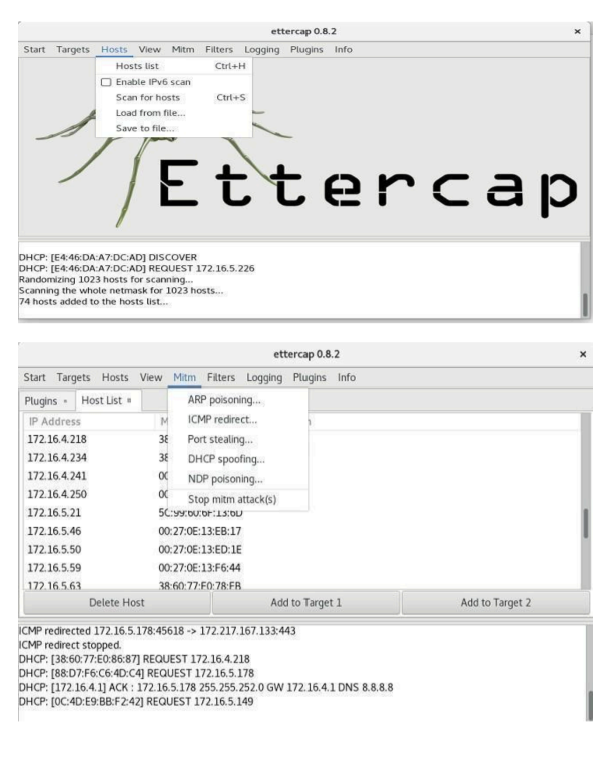 ettercap 0.8.2 ×
Start Targets Hosts View Mitm Filters Logging Plugins Info
Hosts list Ctrl+H
Enable IPv6 scan
Scan for hosts Ctrl+S
Load from file...
Save to file...
Ettercap
DHCP: [E4:46:DA:A7:DC:AD] DISCOVER
DHCP: [E4:46:DA:A7:DC:AD] REQUEST 172.16.5.226
Randomizing 1023 hosts for scanning...
Scanning the whole netmask for 1023 hosts...
74 hosts added to the hosts list...
ettercap 0.8.2 ×
Start Targets Hosts View Mitm Filters Logging Plugins Info
Plugins Host List
ARP poisoning...
ICMP redirect...
Port stealing...
DHCP spoofing...
NDP poisoning...
Stop mitm attack(s)
IP Address M
172.16.4.218 38
172.16.4.234 38
172.16.4.241 00
172.16.4.250 00
172.16.5.21 5C:99:60:6F:13:6D
172.16.5.46 00:27:0E:13:EB:17
172.16.5.50 00:27:0E:13:ED:1E
172.16.5.59 00:27:0E:13:F6:44
172.16.5.63 38:60:77:E0:78:FB
Delete Host Add to Target 1 Add to Target 2
ICMP redirected 172.16.5.178:45618 -> 172.217.167.133:443
ICMP redirect stopped.
DHCP: [38:60:77:E0:86:87] REQUEST 172.16.4.218
DHCP: [88:D7:F6:C6:4D:C4] REQUEST 172.16.5.178
DHCP: [172.16.4.1] ACK : 172.16.5.178 255.255.252.0 GW 172.16.4.1 DNS 8.8.8.8
DHCP: [0C:4D:E9:BB:F2:42] REQUEST 172.16.5.149